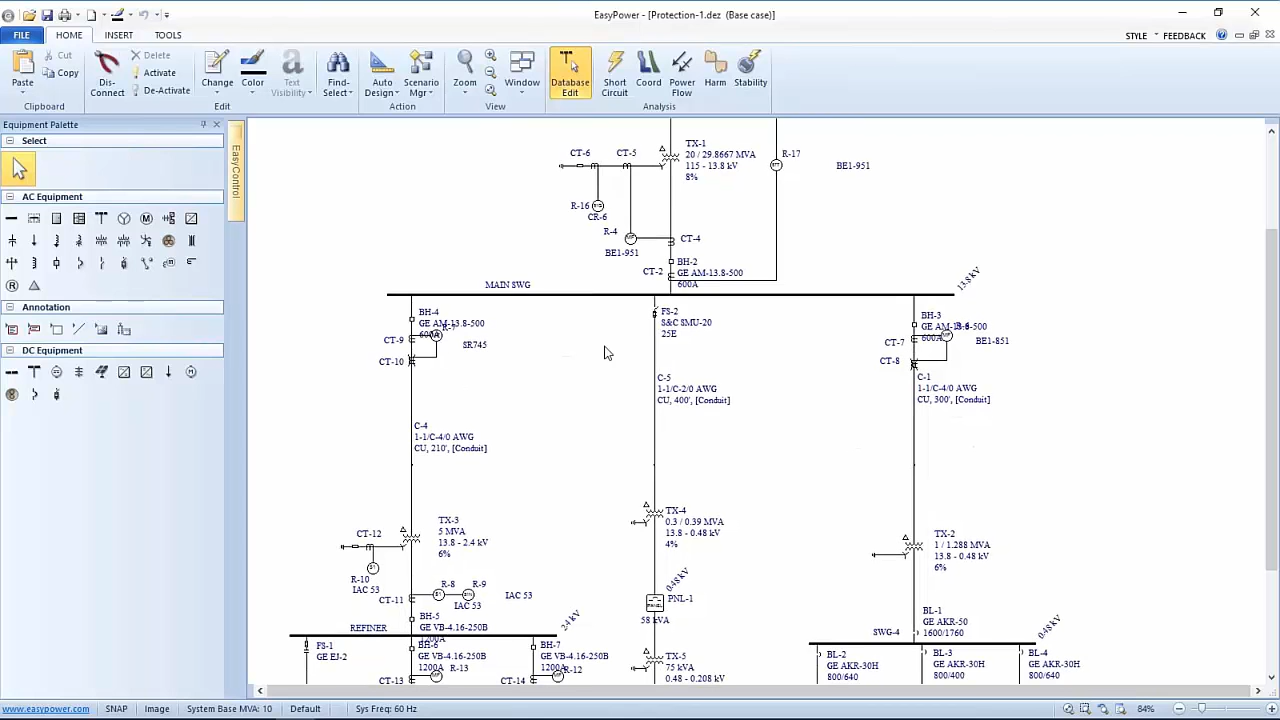 EasyPower - [Protection-1.dez (Base case)]
FILE HOME INSERT TOOLS STYLE FEEDBACK
Paste
Cut
Copy
Clipboard
Dis-
Connect
Delete
Activate
De-Activate
Change
Color
Text
Visibility
Edit
Find-
Select
Auto
Design
Scenario
Mgr
Action
Zoom
Window
View
Database
Edit
Short
Circuit
Coord
Power
Flow
Harm
Stability
Analysis
Equipment Palette
Select
AC Equipment
Annotation
DC Equipment
EasyControl
CT-6
CT-5
TX-1
20 / 29.8667 MVA
115 - 13.8 kV
8%
R-17
BE1-951
R-16
CR-6
R-4
BE1-951
CT-4
BH-2
GE AM-13.8-500
600A
CT-2
MAIN SWG
13.8 kV
BH-4
GE AM-13.8-500
600A
R-7
SR745
CT-9
CT-10
FS-2
S&C SMU-20
25E
BH-3
GE AM-13.8-500
600A
BE1-851
CT-7
CT-8
C-5
1-1/C-2/0 AWG
CU, 400', [Conduit]
C-1
1-1/C-4/0 AWG
CU, 300', [Conduit]
C-4
1-1/C-4/0 AWG
CU, 210', [Conduit]
TX-3
5 MVA
13.8 - 2.4 kV
6%
CT-12
R-10
IAC 53
TX-4
0.3 / 0.39 MVA
13.8 - 0.48 kV
4%
TX-2
1 / 1.288 MVA
13.8 - 0.48 kV
6%
R-8
R-9
IAC 53
IAC 53
CT-11
BH-5
GE VB-4.16-250B
1200A
0.48 kV
PNL-1
58 kVA
BL-1
GE AKR-50
1600/1760
REFINER
2.4 kV
SWG-4
0.48 kV
FS-1
GE EJ-2
BH-6
GE VB-4.16-250B
1200A
R-13
CT-13
BH-7
GE VB-4.16-250B
1200A
R-12
CT-14
TX-5
75 kVA
0.48 - 0.208 kV
BL-2
GE AKR-30H
800/640
BL-3
GE AKR-30H
800/400
BL-4
GE AKR-30H
800/640
www.easypower.com SNAP Image System Base MVA: 10 Default Sys Freq: 60 Hz 84%